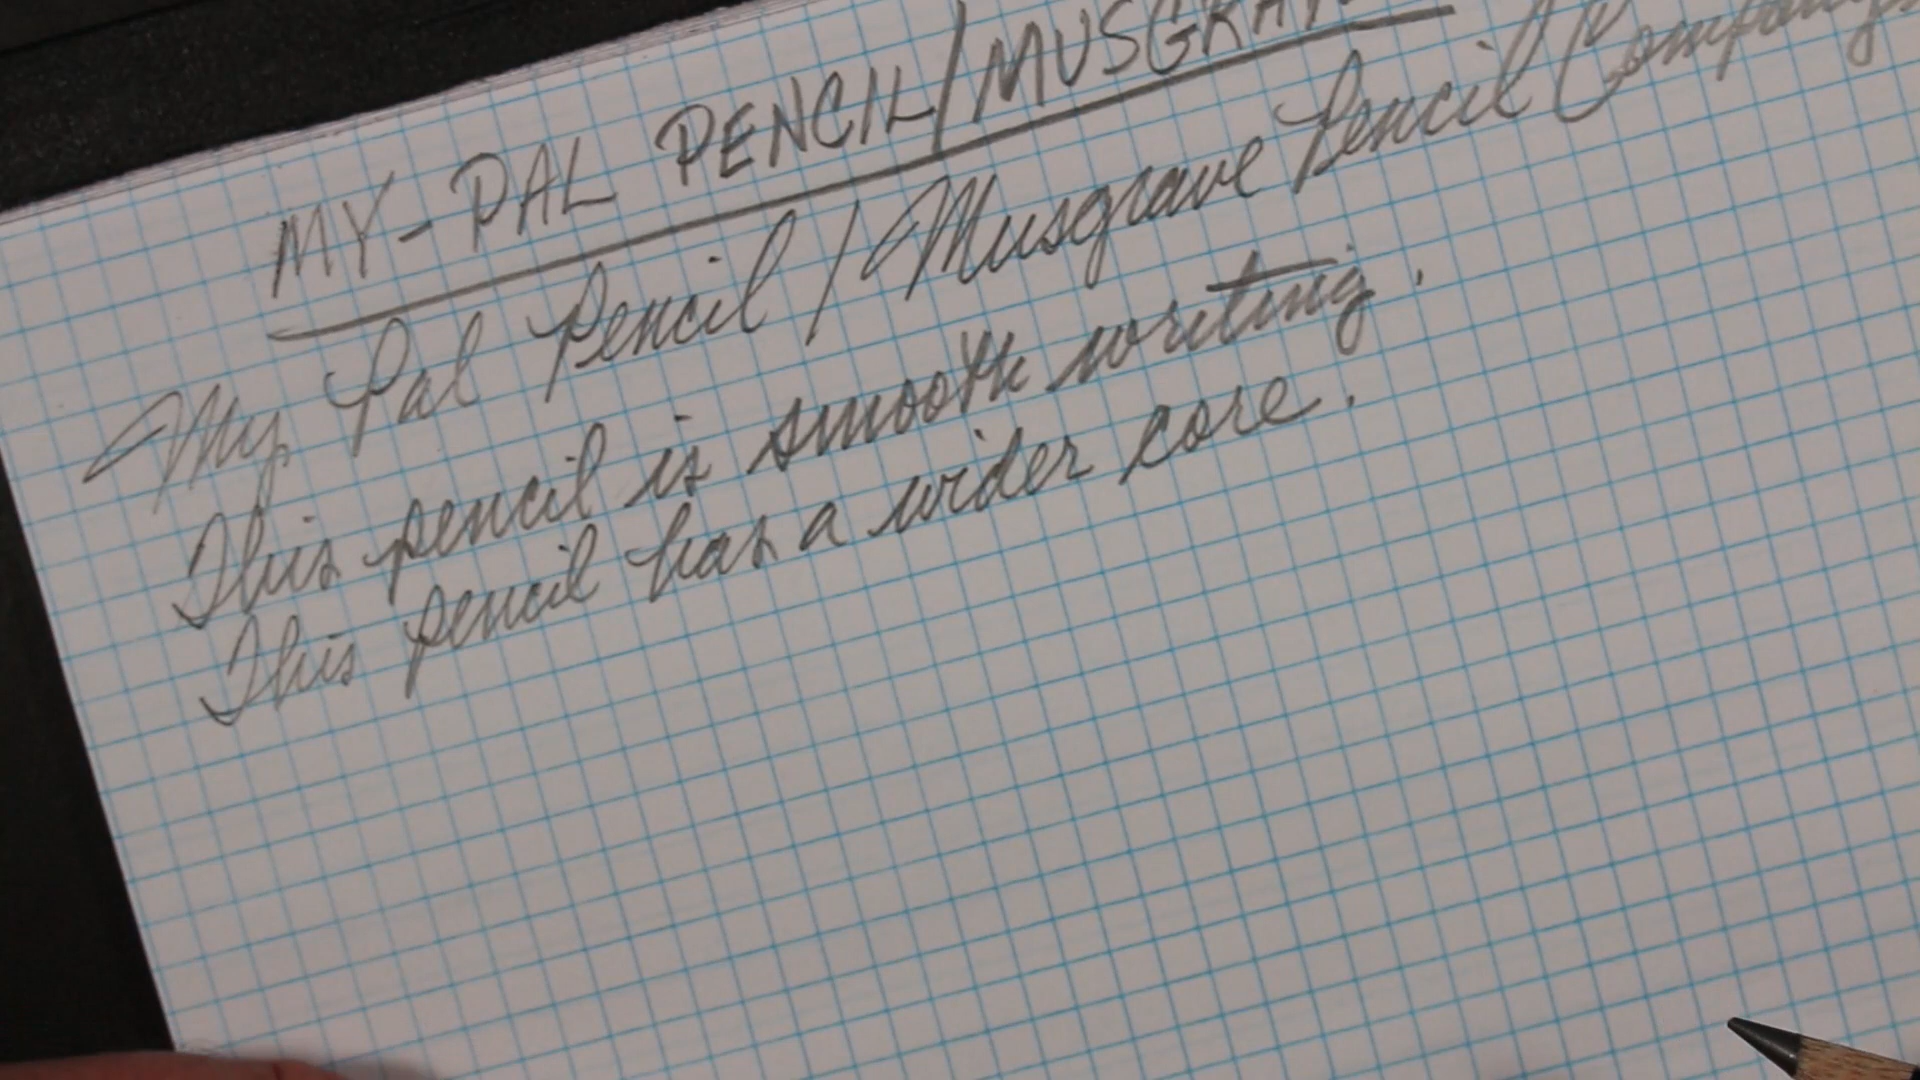 MY-PAL PENCIL/MUSGRAV
My Pal Pencil / Musgrave Pencil Company
This pencil is smooth writing.
This pencil has a wider core.